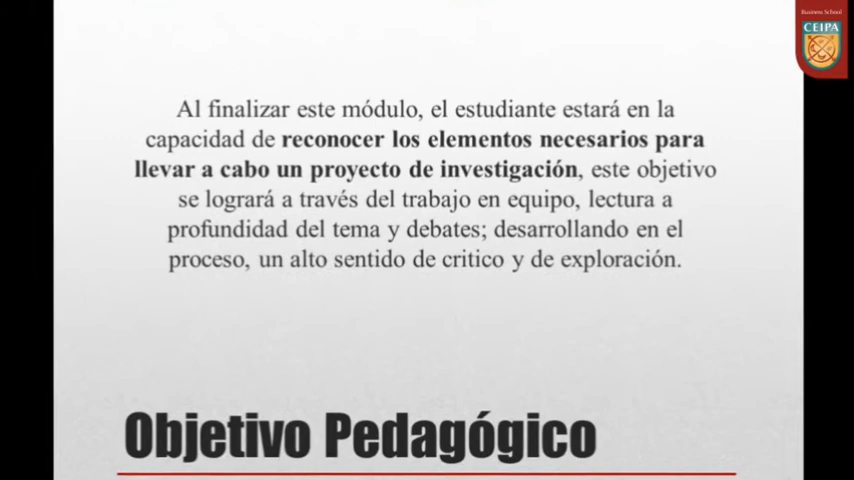 Business School
CEIPA
Al finalizar este módulo, el estudiante estará en la
capacidad de reconocer los elementos necesarios para
llevar a cabo un proyecto de investigación, este objetivo
se logrará a través del trabajo en equipo, lectura a
profundidad del tema y debates; desarrollando en el
proceso, un alto sentido de critico y de exploración.
Objetivo Pedagógico